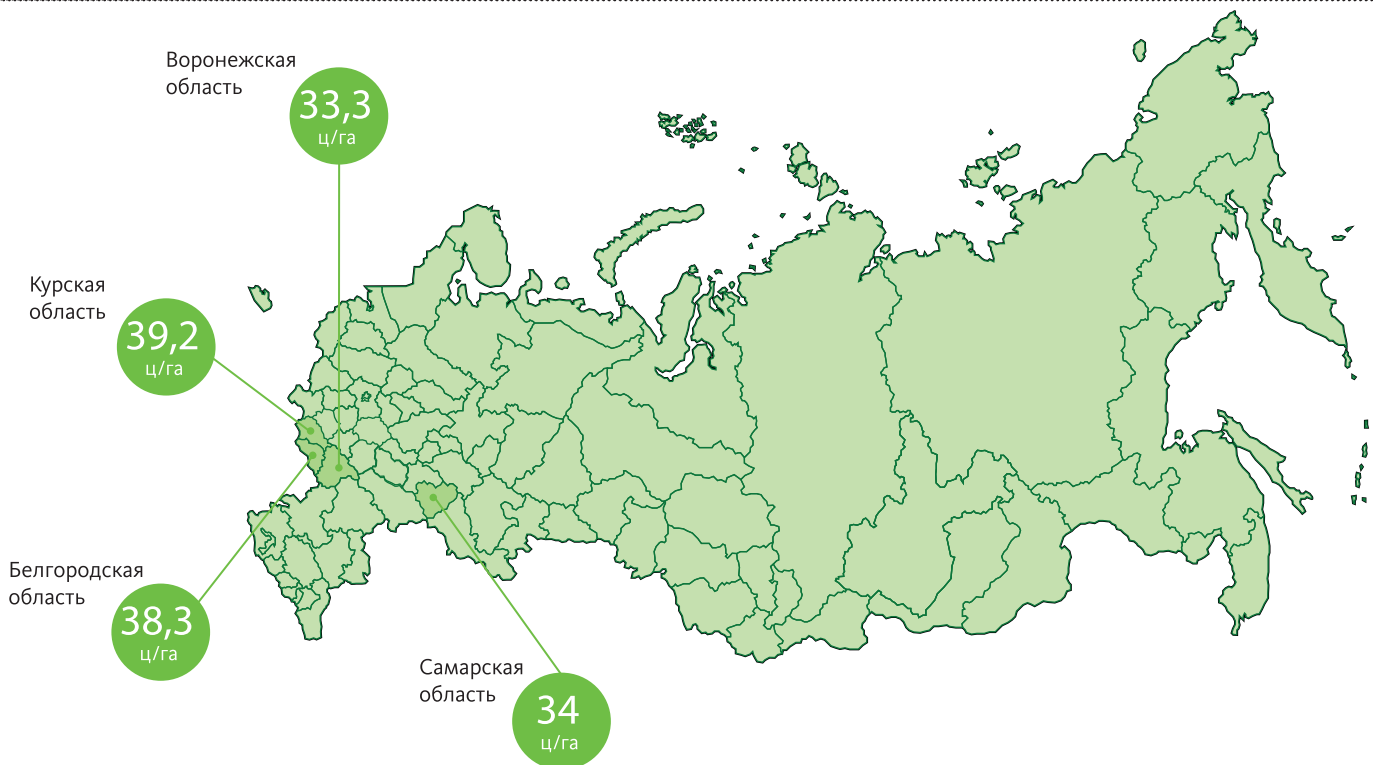 Воронежская
область
33,3
ц/га
Курская
область
39,2
ц/га
Белгородская
область
38,3
ц/га
Самарская
область
34
ц/га